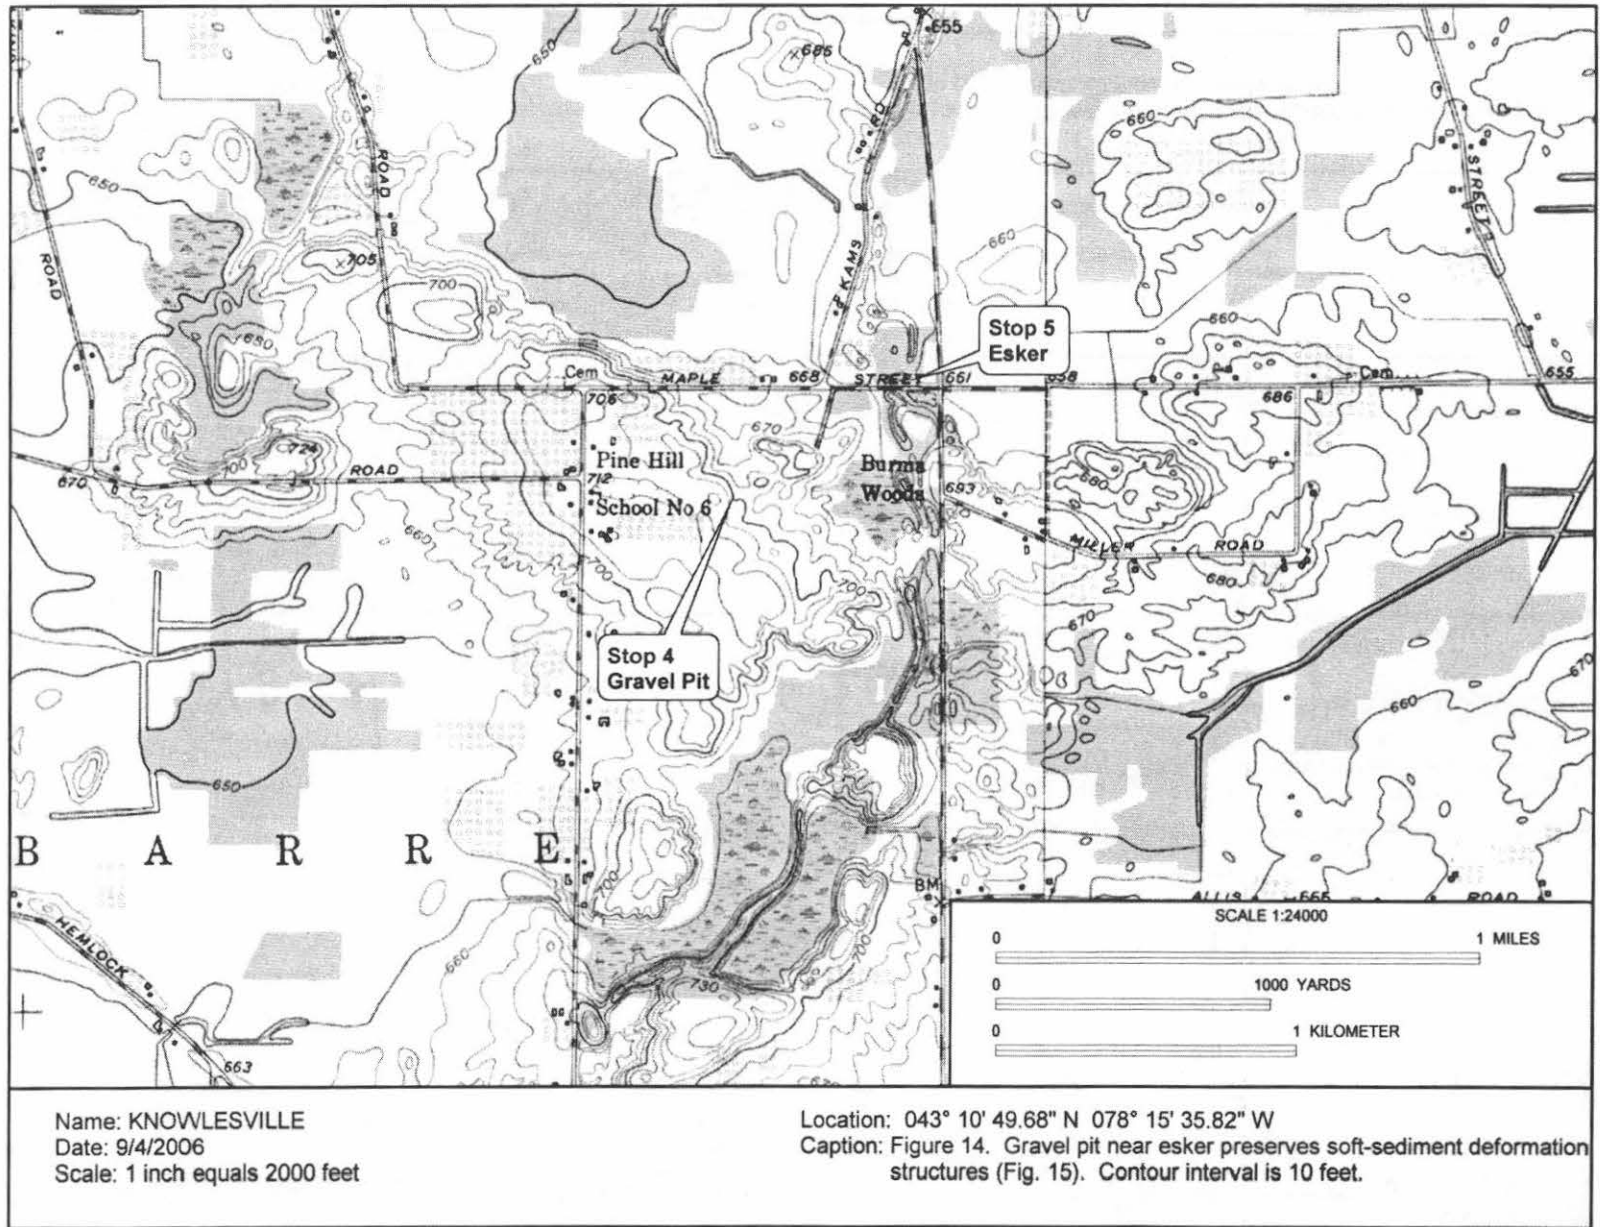 655
685
650
660
RD
ROAD
STREET
650
ROAD
705
700
660
KAMS
Stop 5
Esker
660
650
Cem
MAPLE
668
STREET
661
658
Cem
655
706
686
670
724
700
ROAD
Pine Hill
Burma
670
712
680
School No 6
Woods
693
660
MILLER
ROAD
700
680
700
670
Stop 4
Gravel Pit
670
660
650
BARRE
700
BM
ALLIS
665
ROAD
HEMLOCK
660
700
730
663
SCALE 1:24000
0 1 MILES
0 1000 YARDS
0 1 KILOMETER
Name: KNOWLESVILLE
Date: 9/4/2006
Scale: 1 inch equals 2000 feet
Location: 043° 10' 49.68" N 078° 15' 35.82" W
Caption: Figure 14. Gravel pit near esker preserves soft-sediment deformation
structures (Fig. 15). Contour interval is 10 feet.